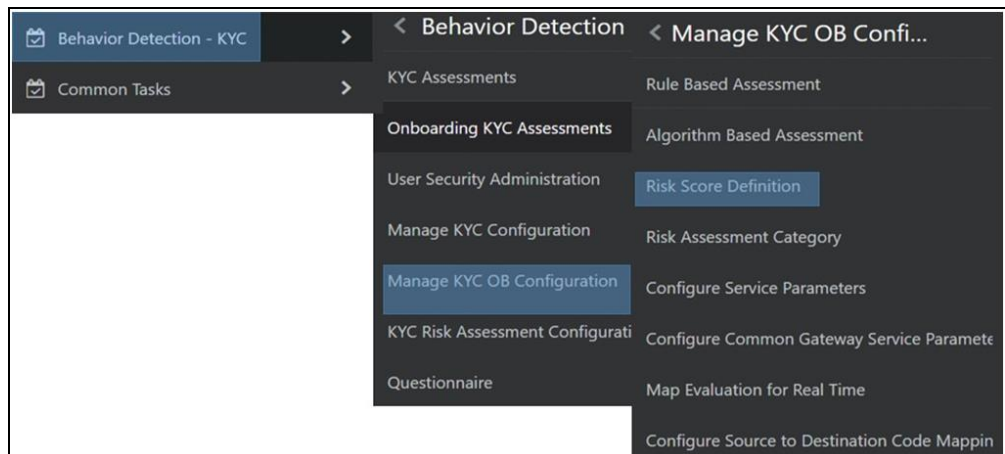 Behavior Detection - KYC >
Common Tasks >
< Behavior Detection
KYC Assessments
Onboarding KYC Assessments
User Security Administration
Manage KYC Configuration
Manage KYC OB Configuration
KYC Risk Assessment Configurati
Questionnaire
< Manage KYC OB Confi...
Rule Based Assessment
Algorithm Based Assessment
Risk Score Definition
Risk Assessment Category
Configure Service Parameters
Configure Common Gateway Service Paramete
Map Evaluation for Real Time
Configure Source to Destination Code Mappin